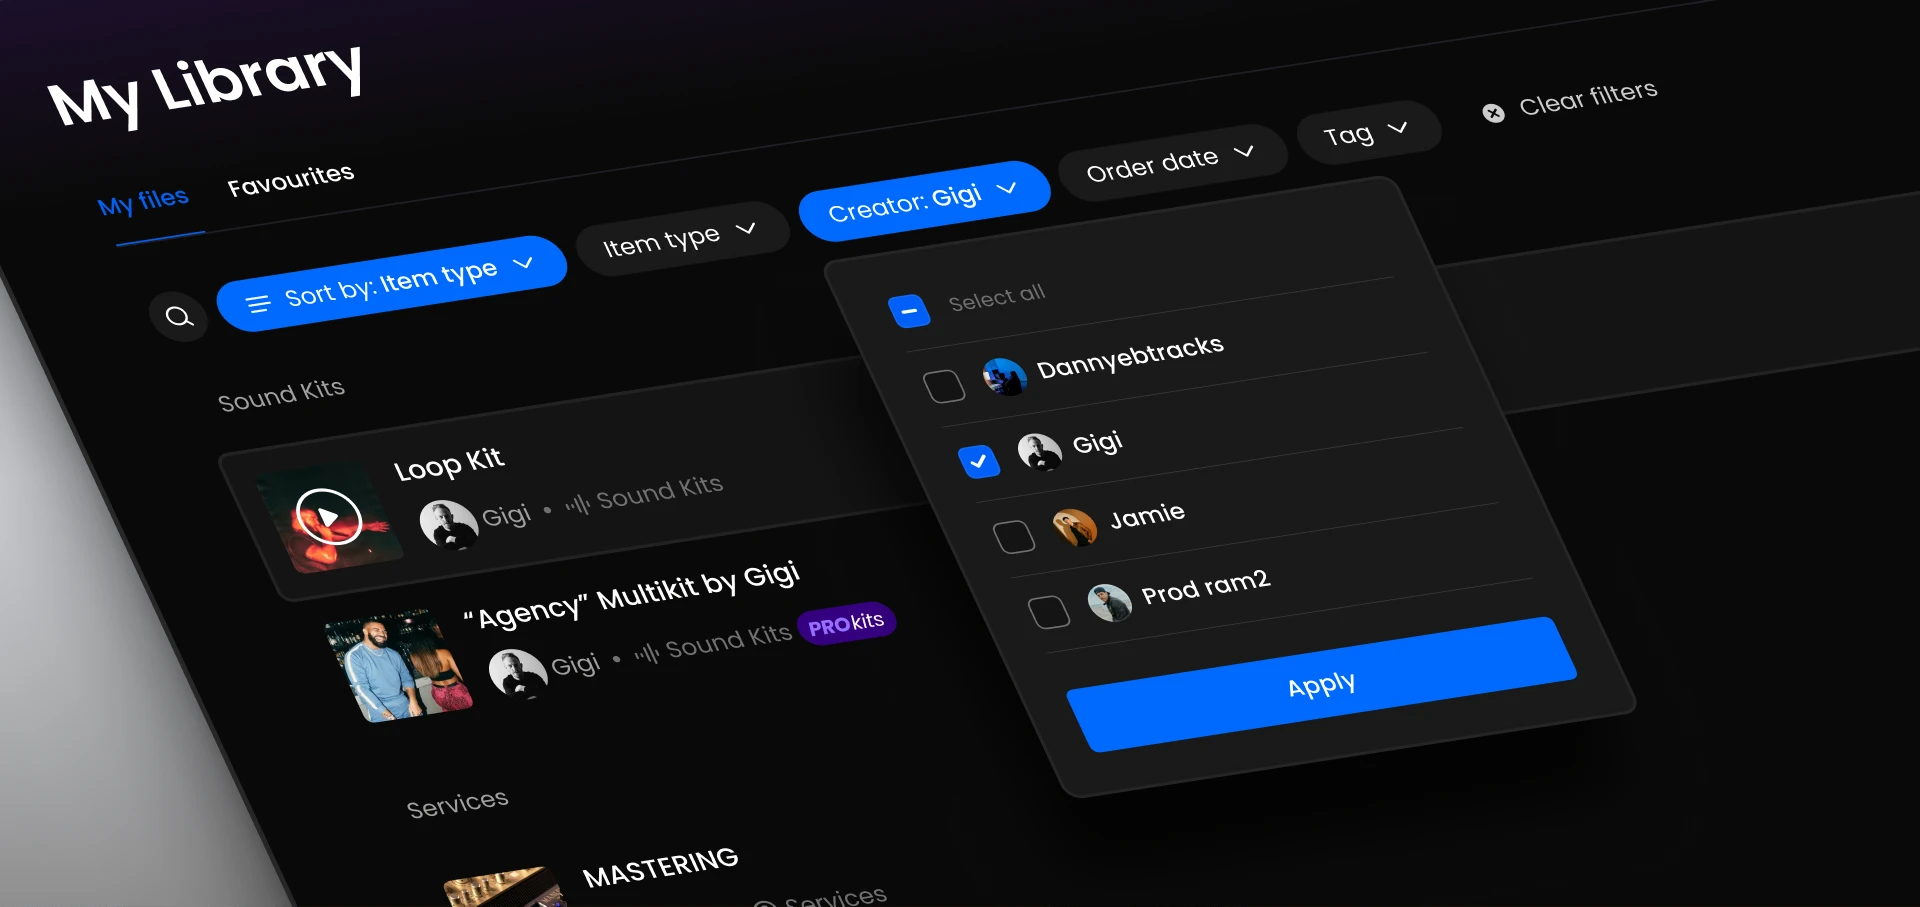 My Library
My files
Favourites
Sort by: Item type
Item type
Creator: Gigi
Order date
Tag
Clear filters
Select all
Dannyebtracks
Gigi
Jamie
Prod ram2
Apply
Sound Kits
Loop Kit
Gigi • Sound Kits
“Agency” Multikit by Gigi
Gigi • Sound Kits PROkits
Services
MASTERING
Services